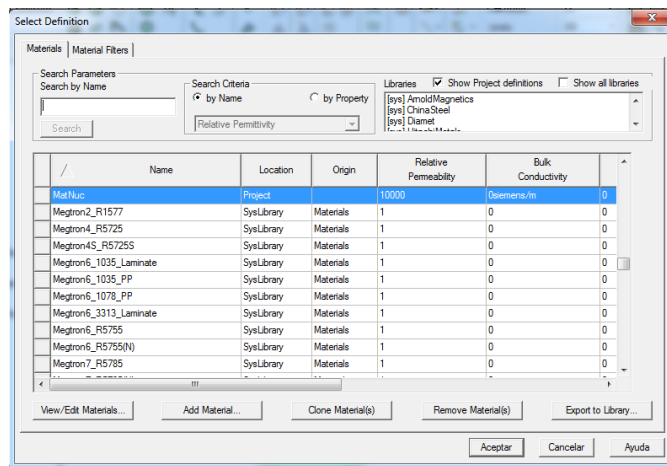 Select Definition
Materials
Material Filters
Search Parameters
Search by Name
Search
Search Criteria
by Name
by Property
Relative Permittivity
Libraries
Show Project definitions
Show all libraries
[sys] ArnoldMagnetics
[sys] ChinaSteel
[sys] Diamet
[sys] HitachiMetals
/ Name Location Origin Relative Permeability Bulk Conductivity
MatNuc Project 10000 0siemens/m 0
Megtron2_R1577 SysLibrary Materials 1 0 0
Megtron4_R5725 SysLibrary Materials 1 0 0
Megtron4S_R5725S SysLibrary Materials 1 0 0
Megtron6_1035_Laminate SysLibrary Materials 1 0 0
Megtron6_1035_PP SysLibrary Materials 1 0 0
Megtron6_1078_PP SysLibrary Materials 1 0 0
Megtron6_3313_Laminate SysLibrary Materials 1 0 0
Megtron6_R5755 SysLibrary Materials 1 0 0
Megtron6_R5755(N) SysLibrary Materials 1 0 0
Megtron7_R5785 SysLibrary Materials 1 0 0
View/Edit Materials...
Add Material...
Clone Material(s)
Remove Material(s)
Export to Library...
Aceptar
Cancelar
Ayuda